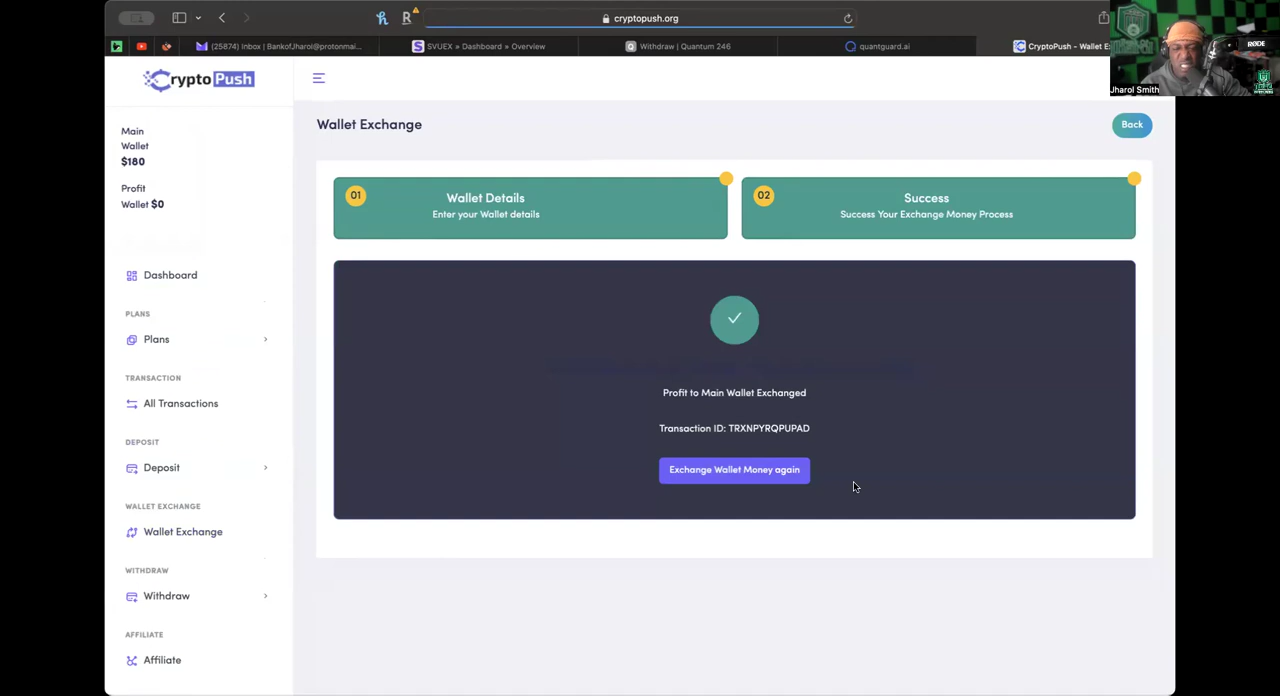 cryptopush.org
(25874) Inbox | BankofJharol@protonmai...
SVUEX » Dashboard » Overview
Withdraw | Quantum 246
quantguard.ai
CryptoPush - Wallet E
RØDE
Jharol Smith
CryptoPush
Main
Wallet
$180
Profit
Wallet $0
Dashboard
PLANS
Plans
TRANSACTION
All Transactions
DEPOSIT
Deposit
WALLET EXCHANGE
Wallet Exchange
WITHDRAW
Withdraw
AFFILIATE
Affiliate
Wallet Exchange
Back
01
Wallet Details
Enter your Wallet details
02
Success
Success Your Exchange Money Process
Profit to Main Wallet Exchanged
Transaction ID: TRXNPYRQPUPAD
Exchange Wallet Money again